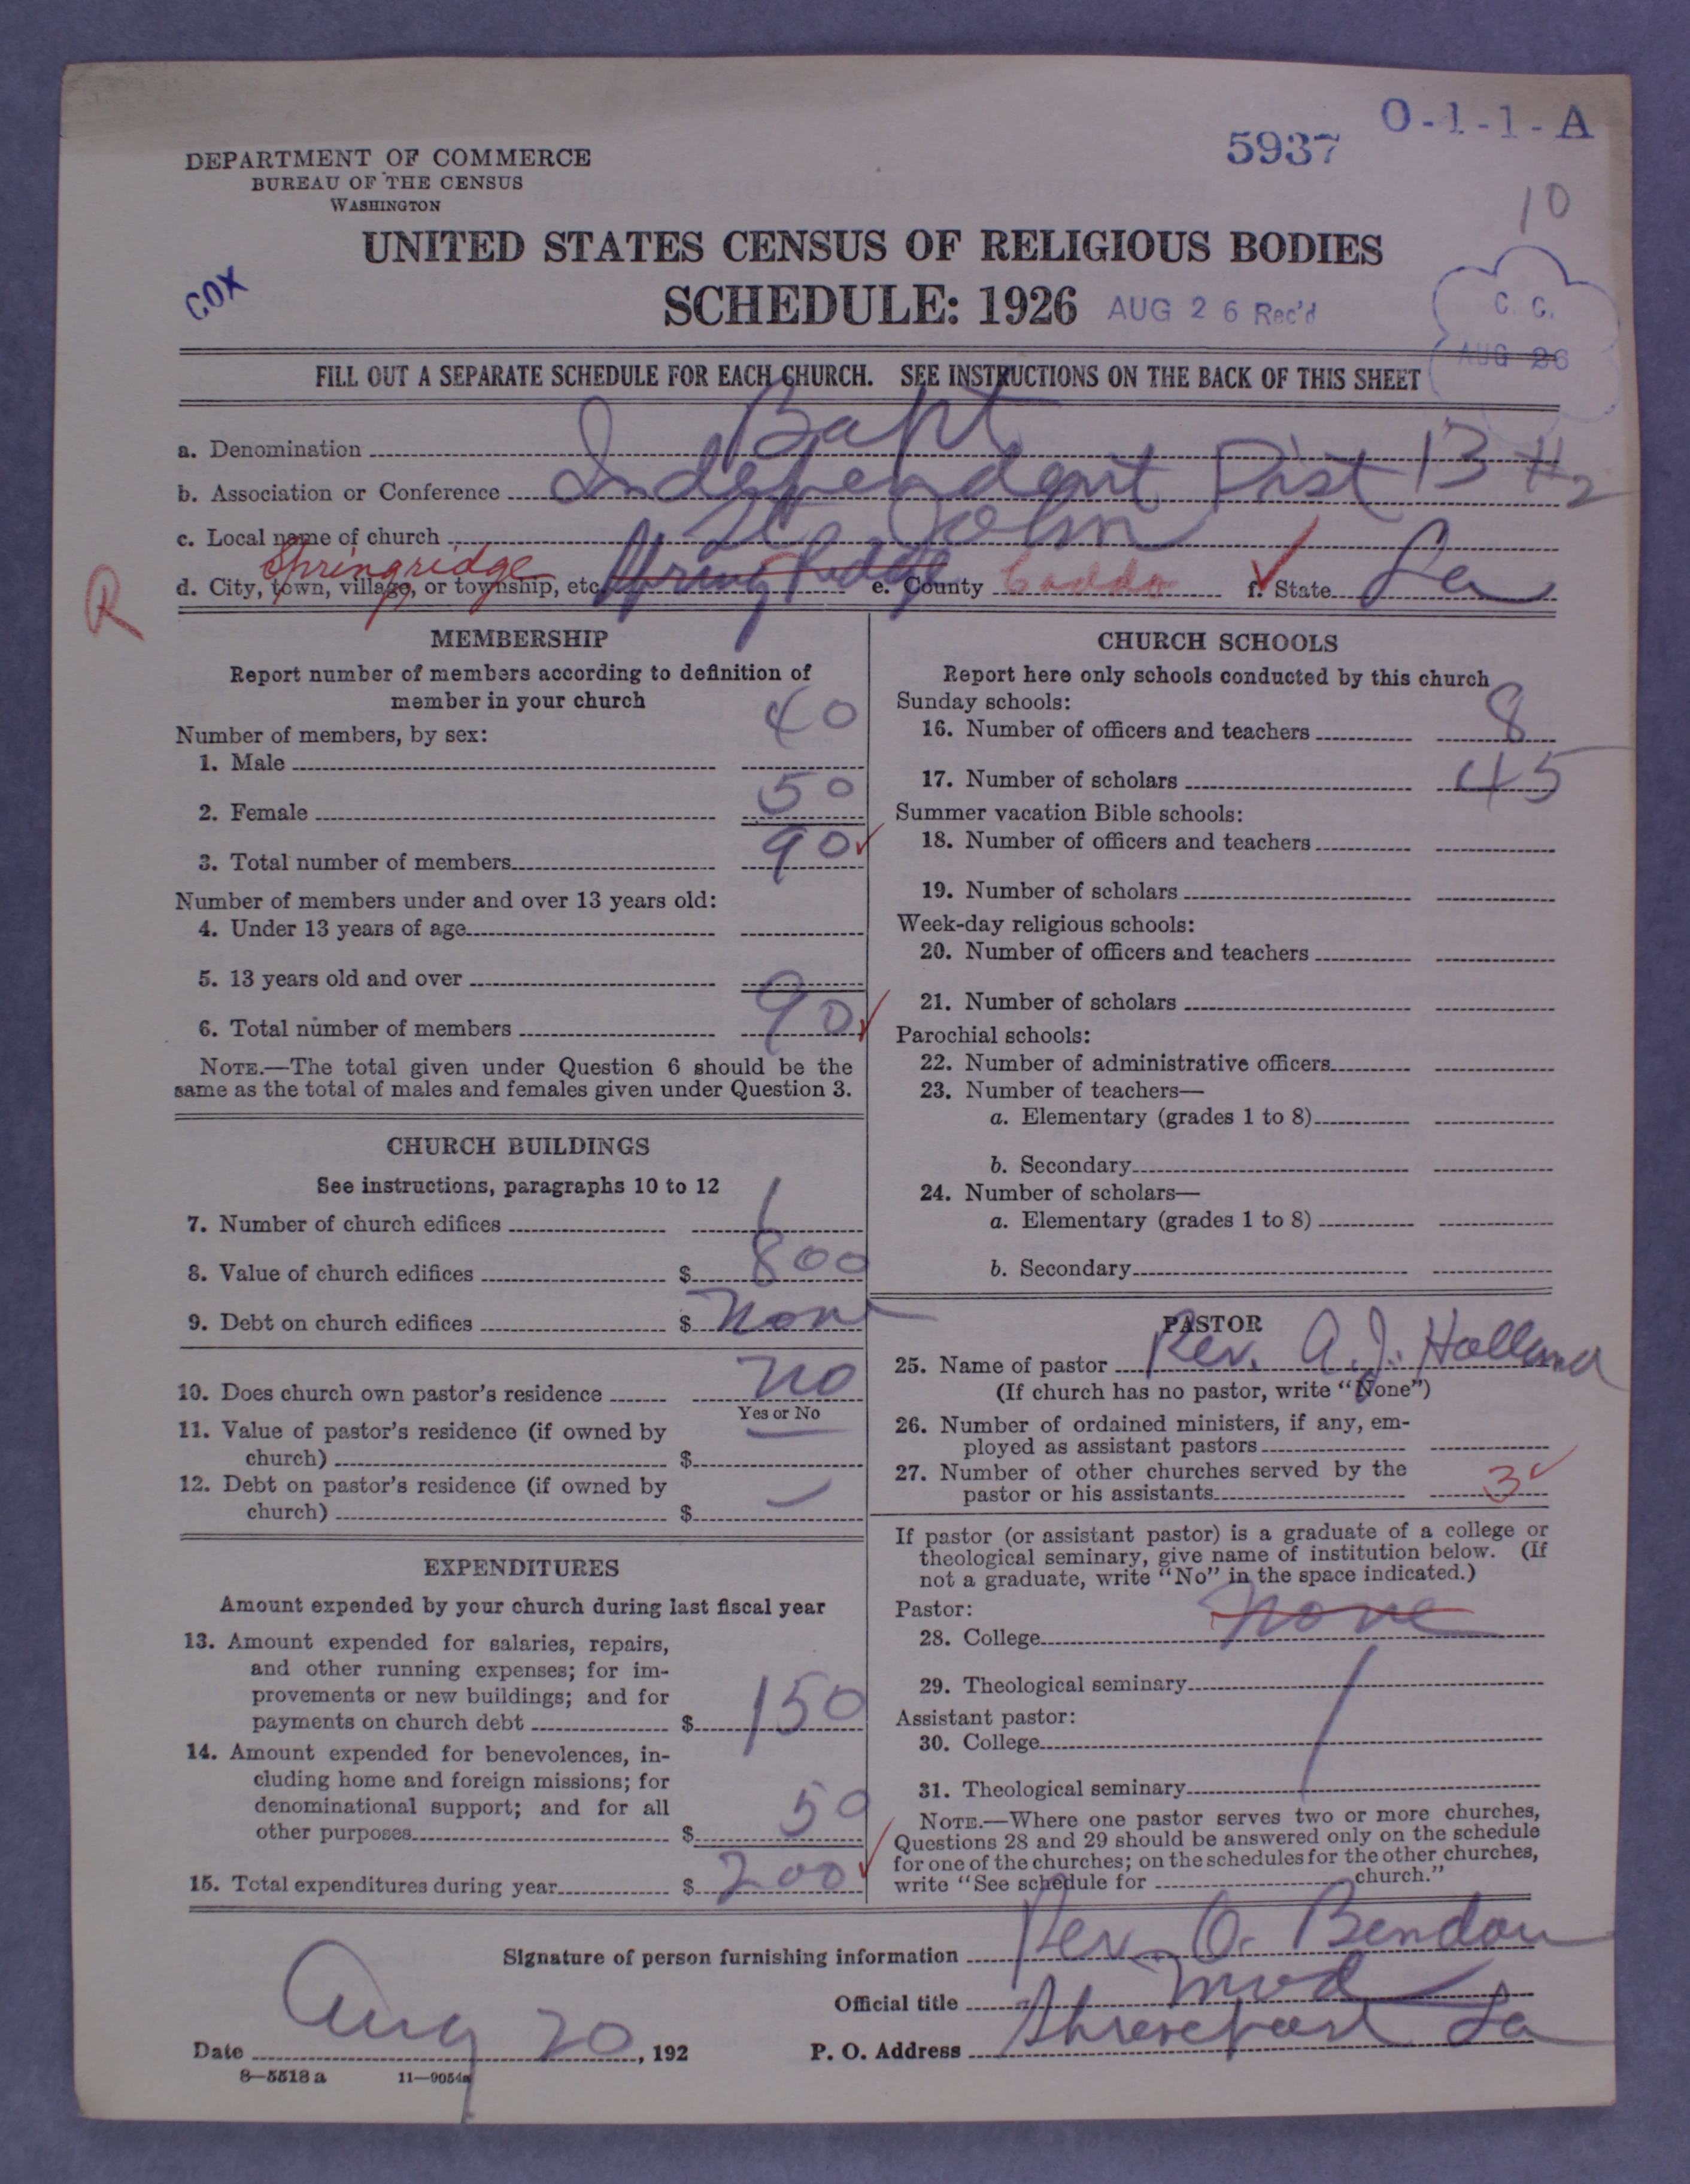 0-1-1-A
5937
10
DEPARTMENT OF COMMERCE
BUREAU OF THE CENSUS
WASHINGTON
UNITED STATES CENSUS OF RELIGIOUS BODIES
COX
SCHEDULE: 1926 AUG 26 Rec'd
C. C.
AUG 26
FILL OUT A SEPARATE SCHEDULE FOR EACH CHURCH. SEE INSTRUCTIONS ON THE BACK OF THIS SHEET
a. Denomination Bapt
b. Association or Conference Independent Dist 13 #2
c. Local name of church St John
d. City, town, village, or township, etc. Springridge Spring Ridge e. County Caddo f. State La
R
MEMBERSHIP
Report number of members according to definition of
member in your church
Number of members, by sex:
1. Male 40
2. Female 50
3. Total number of members 90
Number of members under and over 13 years old:
4. Under 13 years of age
5. 13 years old and over
6. Total number of members 90
NOTE.—The total given under Question 6 should be the
same as the total of males and females given under Question 3.
CHURCH BUILDINGS
See instructions, paragraphs 10 to 12
7. Number of church edifices 1
8. Value of church edifices $ 800
9. Debt on church edifices $ None
10. Does church own pastor's residence no
Yes or No
11. Value of pastor's residence (if owned by
church) $
12. Debt on pastor's residence (if owned by
church) $
EXPENDITURES
Amount expended by your church during last fiscal year
13. Amount expended for salaries, repairs,
and other running expenses; for im-
provements or new buildings; and for
payments on church debt $ 150
14. Amount expended for benevolences, in-
cluding home and foreign missions; for
denominational support; and for all
other purposes $ 50
15. Total expenditures during year $ 200
CHURCH SCHOOLS
Report here only schools conducted by this church
Sunday schools:
16. Number of officers and teachers 8
17. Number of scholars 45
Summer vacation Bible schools:
18. Number of officers and teachers
19. Number of scholars
Week-day religious schools:
20. Number of officers and teachers
21. Number of scholars
Parochial schools:
22. Number of administrative officers
23. Number of teachers—
a. Elementary (grades 1 to 8)
b. Secondary
24. Number of scholars—
a. Elementary (grades 1 to 8)
b. Secondary
PASTOR
25. Name of pastor Rev. A. J. Holland
(If church has no pastor, write "None")
26. Number of ordained ministers, if any, em-
ployed as assistant pastors
27. Number of other churches served by the
pastor or his assistants 3
If pastor (or assistant pastor) is a graduate of a college or
theological seminary, give name of institution below. (If
not a graduate, write "No" in the space indicated.)
Pastor:
28. College none
29. Theological seminary
Assistant pastor:
30. College
31. Theological seminary
NOTE.—Where one pastor serves two or more churches,
Questions 28 and 29 should be answered only on the schedule
for one of the churches; on the schedules for the other churches,
write "See schedule for church."
Signature of person furnishing information Rev. O. Bendau
Official title Mod
Date Aug 20, 192 P. O. Address Shreveport La
8—5518 a 11—9054a